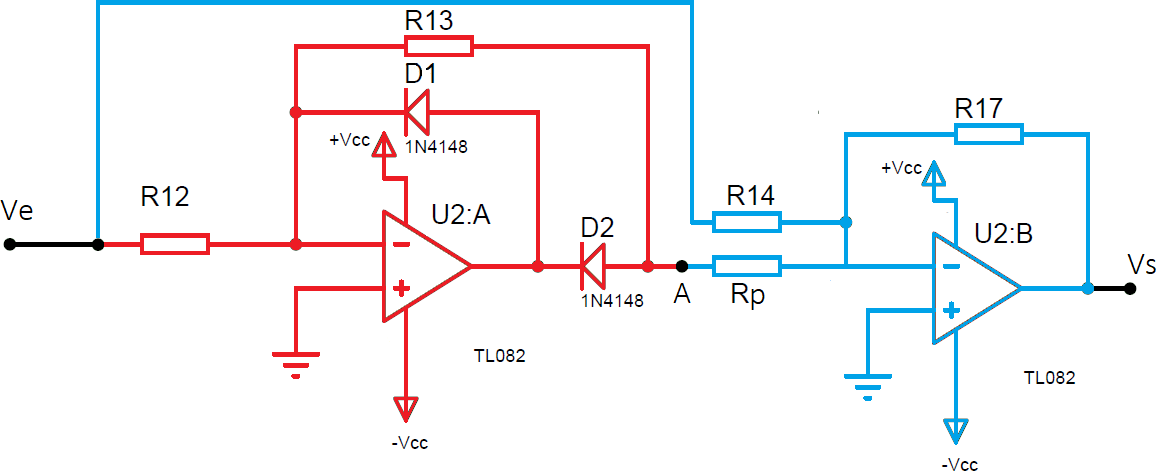 R13
D1
+Vcc
1N4148
R12
Ve
U2:A
D2
1N4148
A
TL082
-Vcc
R17
+Vcc
R14
U2:B
Rp
Vs
TL082
-Vcc